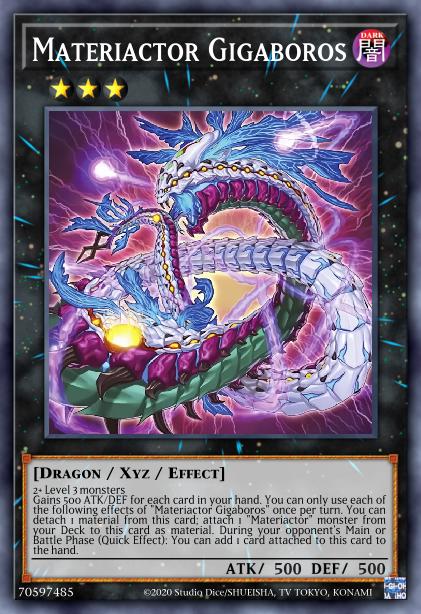 MATERIACTOR GIGABOROS
DARK
闇
[DRAGON / XYZ / EFFECT]
2+ Level 3 monsters
Gains 500 ATK/DEF for each card in your hand. You can only use each of
the following effects of "Materiactor Gigaboros" once per turn. You can
detach 1 material from this card; attach 1 "Materiactor" monster from
your Deck to this card as material. During your opponent's Main or
Battle Phase (Quick Effect): You can add 1 card attached to this card to
the hand.
ATK/ 500 DEF/ 500
70597485 ©2020 Studio Dice/SHUEISHA, TV TOKYO, KONAMI